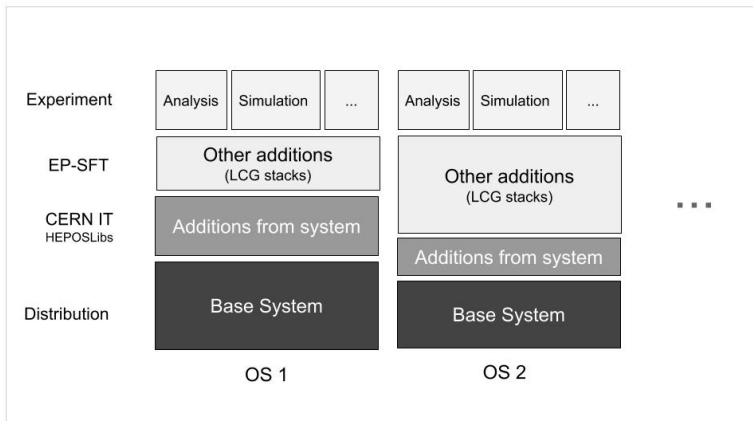 Experiment
Analysis
Simulation
...
Analysis
Simulation
...
EP-SFT
Other additions
(LCG stacks)
Other additions
(LCG stacks)
CERN IT
HEPOSLibs
Additions from system
Additions from system
...
Distribution
Base System
Base System
OS 1
OS 2